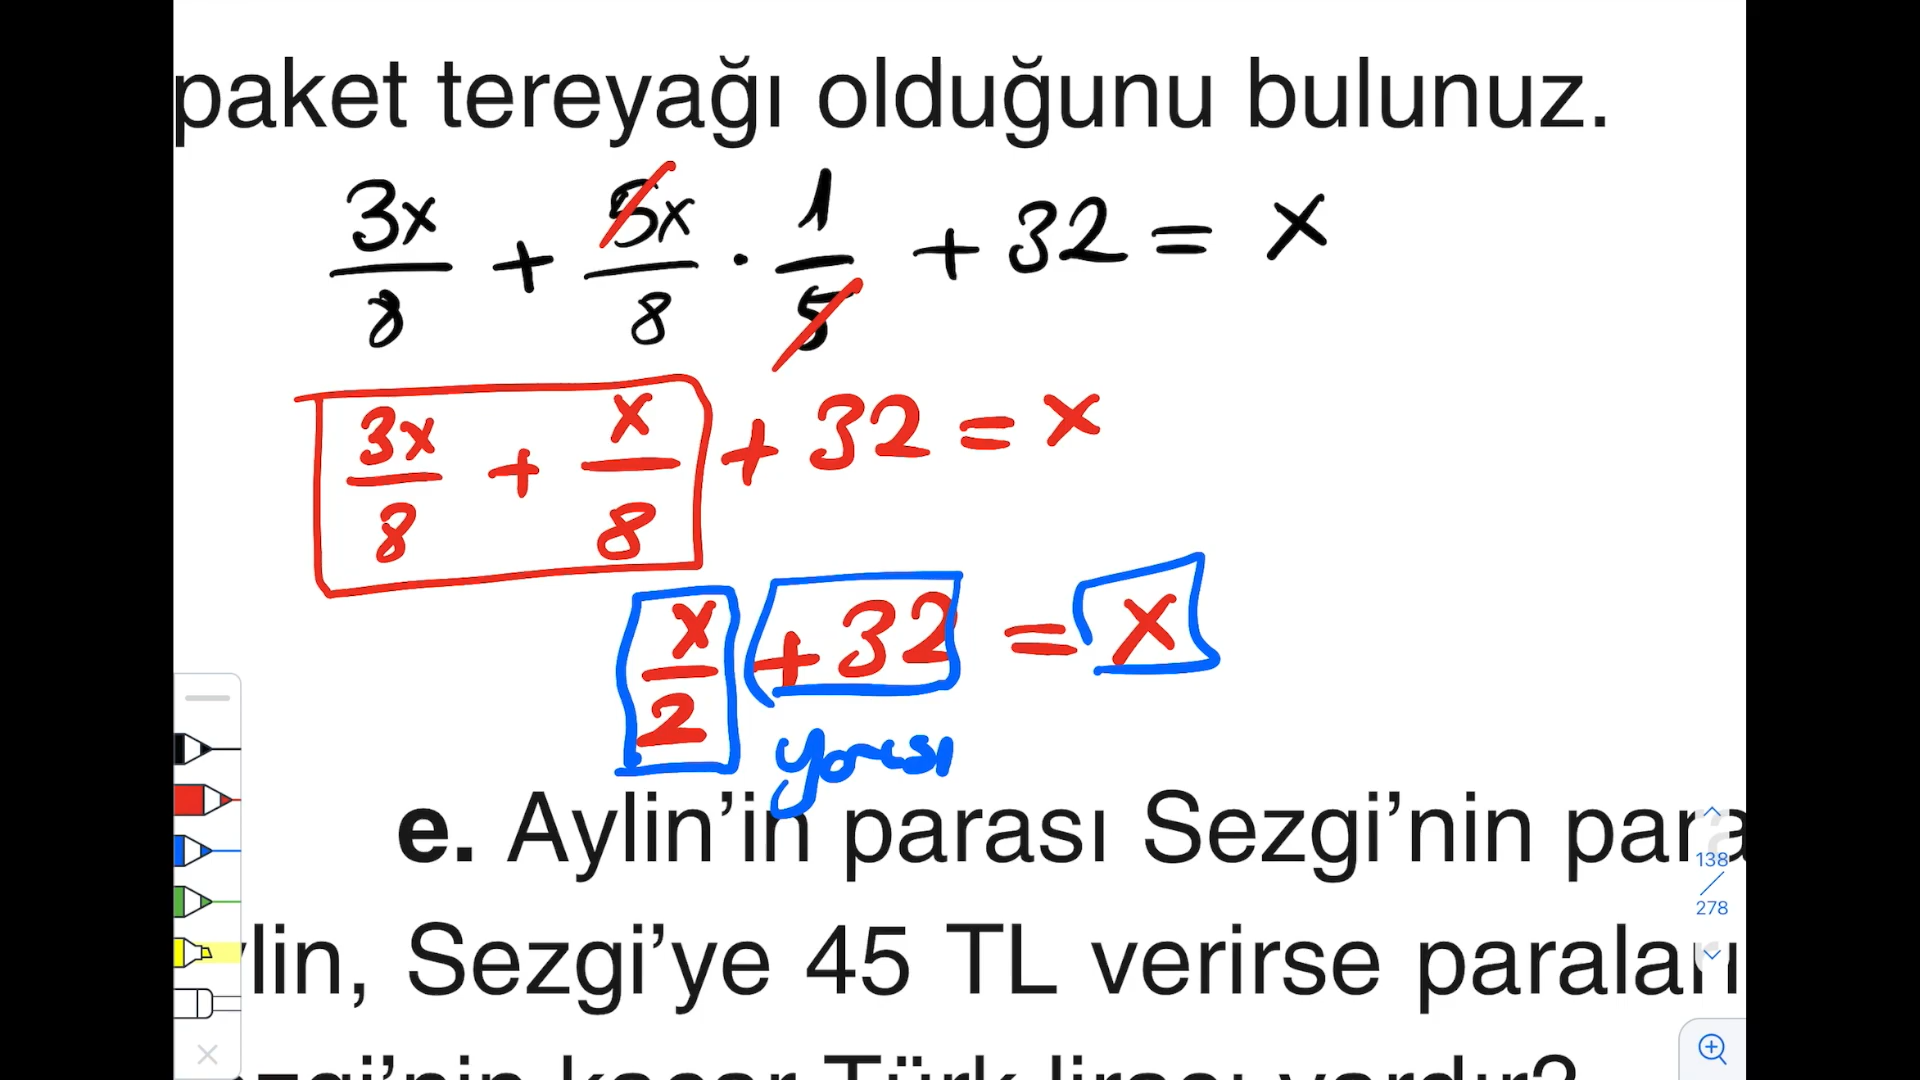 paket tereyağı olduğunu bulunuz.
3x/8 + 5x/8 · 1/5 + 32 = x
3x/8 + x/8 + 32 = x
x/2 + 32 = x
yarısı
e. Aylin’in parası Sezgi’nin para
lin, Sezgi’ye 45 TL verirse paraları
138/278